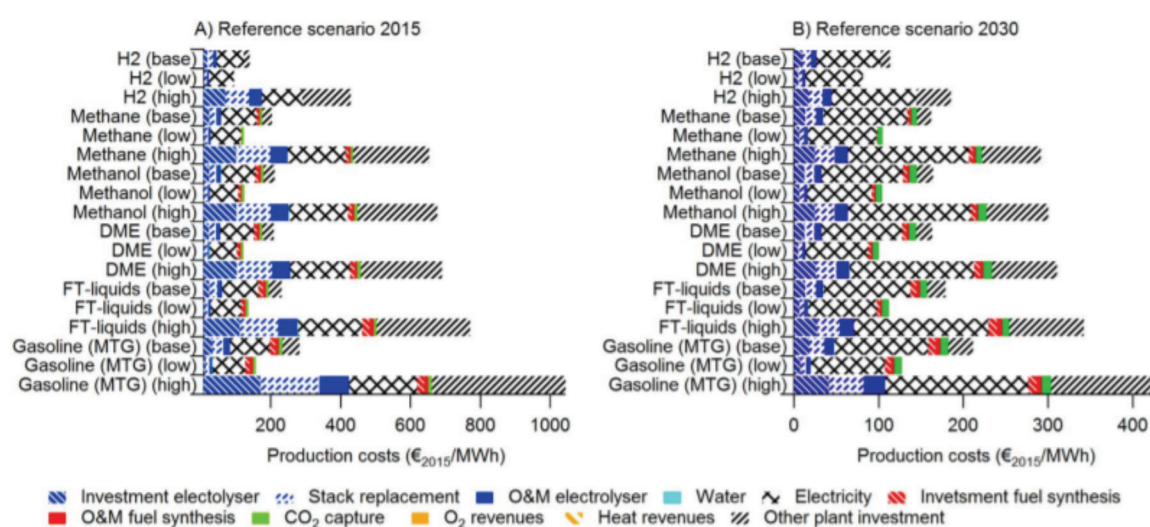 A) Reference scenario 2015
H2 (base)
H2 (low)
H2 (high)
Methane (base)
Methane (low)
Methane (high)
Methanol (base)
Methanol (low)
Methanol (high)
DME (base)
DME (low)
DME (high)
FT-liquids (base)
FT-liquids (low)
FT-liquids (high)
Gasoline (MTG) (base)
Gasoline (MTG) (low)
Gasoline (MTG) (high)
200 400 600 800 1000
Production costs (€2015/MWh)
B) Reference scenario 2030
H2 (base)
H2 (low)
H2 (high)
Methane (base)
Methane (low)
Methane (high)
Methanol (base)
Methanol (low)
Methanol (high)
DME (base)
DME (low)
DME (high)
FT-liquids (base)
FT-liquids (low)
FT-liquids (high)
Gasoline (MTG) (base)
Gasoline (MTG) (low)
Gasoline (MTG) (high)
0 100 200 300 400
Production costs (€2015/MWh)
Investment electolyser Stack replacement O&M electrolyser Water Electricity Invetsment fuel synthesis
O&M fuel synthesis CO2 capture O2 revenues Heat revenues Other plant investment